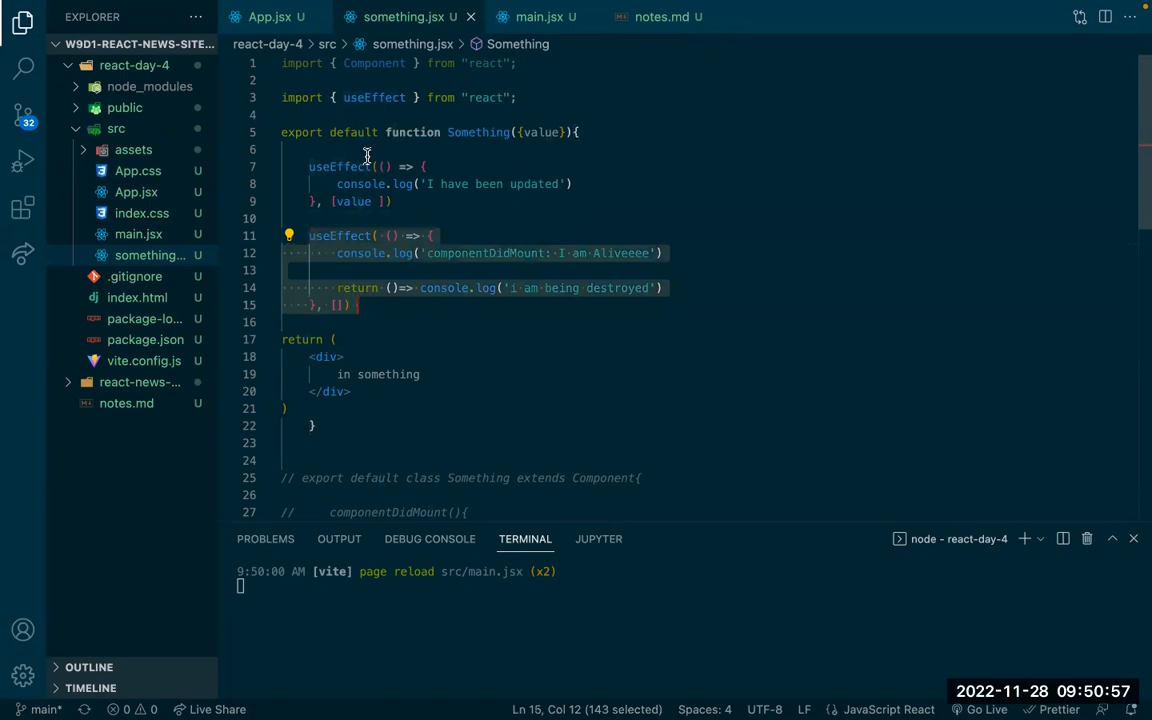 EXPLORER ...
W9D1-REACT-NEWS-SITE...
react-day-4
node_modules
public
src
assets
App.css U
App.jsx U
index.css U
main.jsx U
something... U
.gitignore U
index.html U
package-lo... U
package.json U
vite.config.js U
react-news-...
notes.md U
OUTLINE
TIMELINE
32
App.jsx U
something.jsx U
main.jsx U
notes.md U
react-day-4 > src > something.jsx > Something
1 import { Component } from "react";
2
3 import { useEffect } from "react";
4
5 export default function Something({value}){
6
7 useEffect(() => {
8 console.log('I have been updated')
9 }, [value ])
10
11 useEffect( () => {
12 console.log('componentDidMount: I am Aliveeee')
13
14 return ()=> console.log('i am being destroyed')
15 }, [])
16
17 return (
18 <div>
19 in something
20 </div>
21 )
22 }
23
24
25 // export default class Something extends Component{
26
27 // componentDidMount(){
PROBLEMS OUTPUT DEBUG CONSOLE TERMINAL JUPYTER
node - react-day-4
9:50:00 AM [vite] page reload src/main.jsx (x2)
2022-11-28 09:50:57
main* 0 0 Live Share
Ln 15, Col 12 (143 selected) Spaces: 4 UTF-8 LF JavaScript React Go Live Prettier